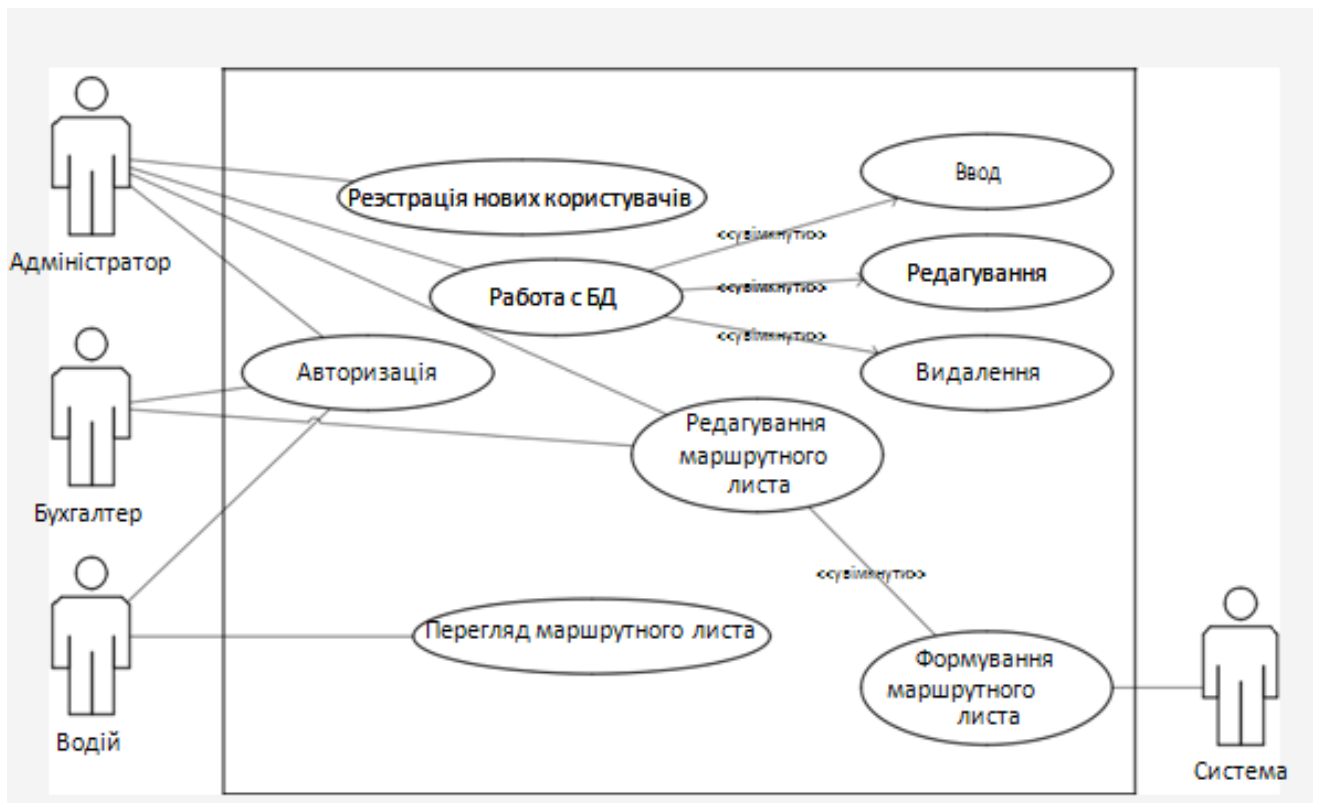 Ввод
Реэстрація нових користувачів
<<увімкнути>>
Адміністратор
Редагування
<<увімкнути>>
Работа с БД
<<увімкнути>>
Авторизація
Видалення
Редагування
маршрутного
листа
Бухгалтер
<<увімкнути>>
Перегляд маршрутного листа
Формування
маршрутного
листа
Водій
Система